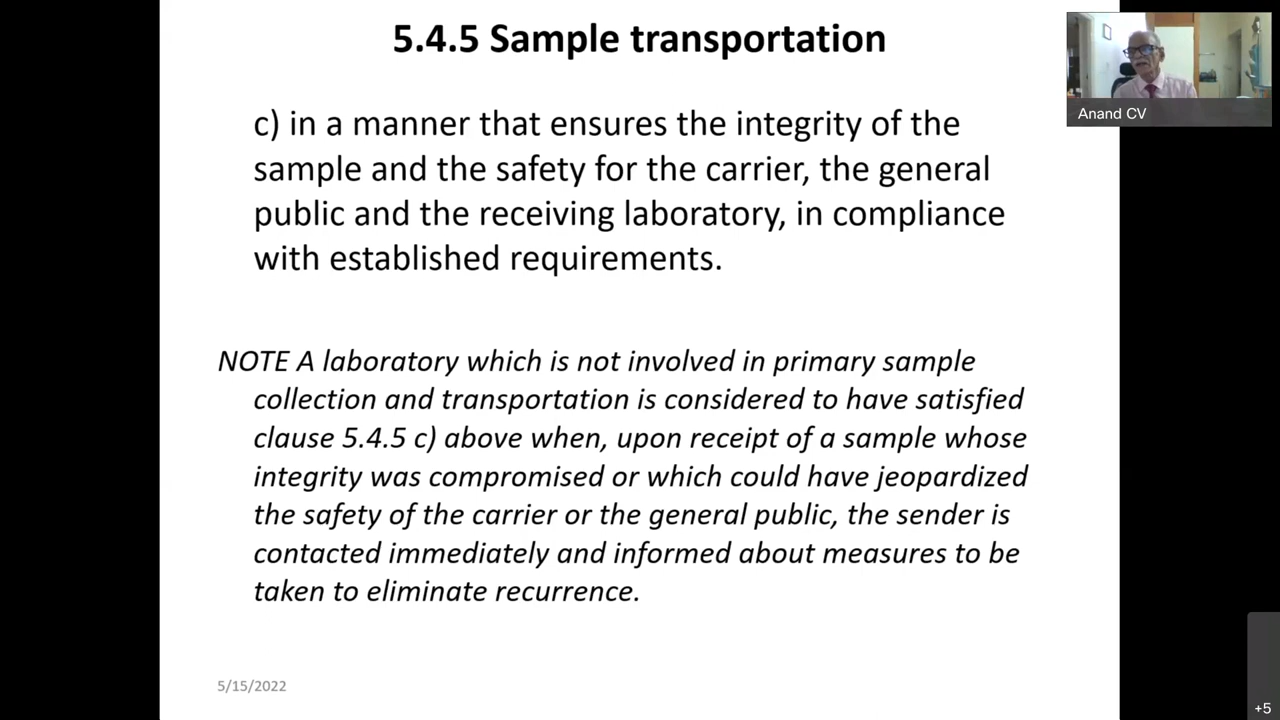 5.4.5 Sample transportation
c) in a manner that ensures the integrity of the
sample and the safety for the carrier, the general
public and the receiving laboratory, in compliance
with established requirements.
NOTE A laboratory which is not involved in primary sample
collection and transportation is considered to have satisfied
clause 5.4.5 c) above when, upon receipt of a sample whose
integrity was compromised or which could have jeopardized
the safety of the carrier or the general public, the sender is
contacted immediately and informed about measures to be
taken to eliminate recurrence.
5/15/2022
Anand CV
+5